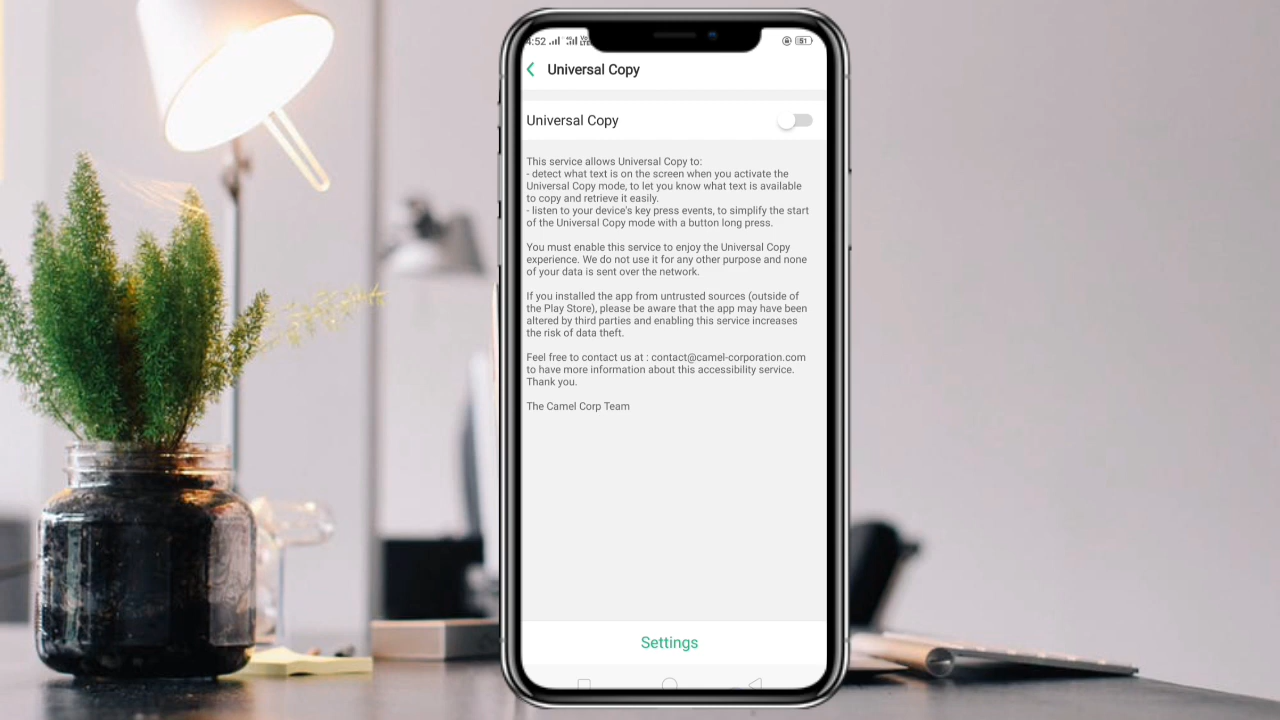 4:52
51
Universal Copy
Universal Copy
This service allows Universal Copy to:
- detect what text is on the screen when you activate the
Universal Copy mode, to let you know what text is available
to copy and retrieve it easily.
- listen to your device's key press events, to simplify the start
of the Universal Copy mode with a button long press.
You must enable this service to enjoy the Universal Copy
experience. We do not use it for any other purpose and none
of your data is sent over the network.
If you installed the app from untrusted sources (outside of
the Play Store), please be aware that the app may have been
altered by third parties and enabling this service increases
the risk of data theft.
Feel free to contact us at : contact@camel-corporation.com
to have more information about this accessibility service.
Thank you.
The Camel Corp Team
Settings